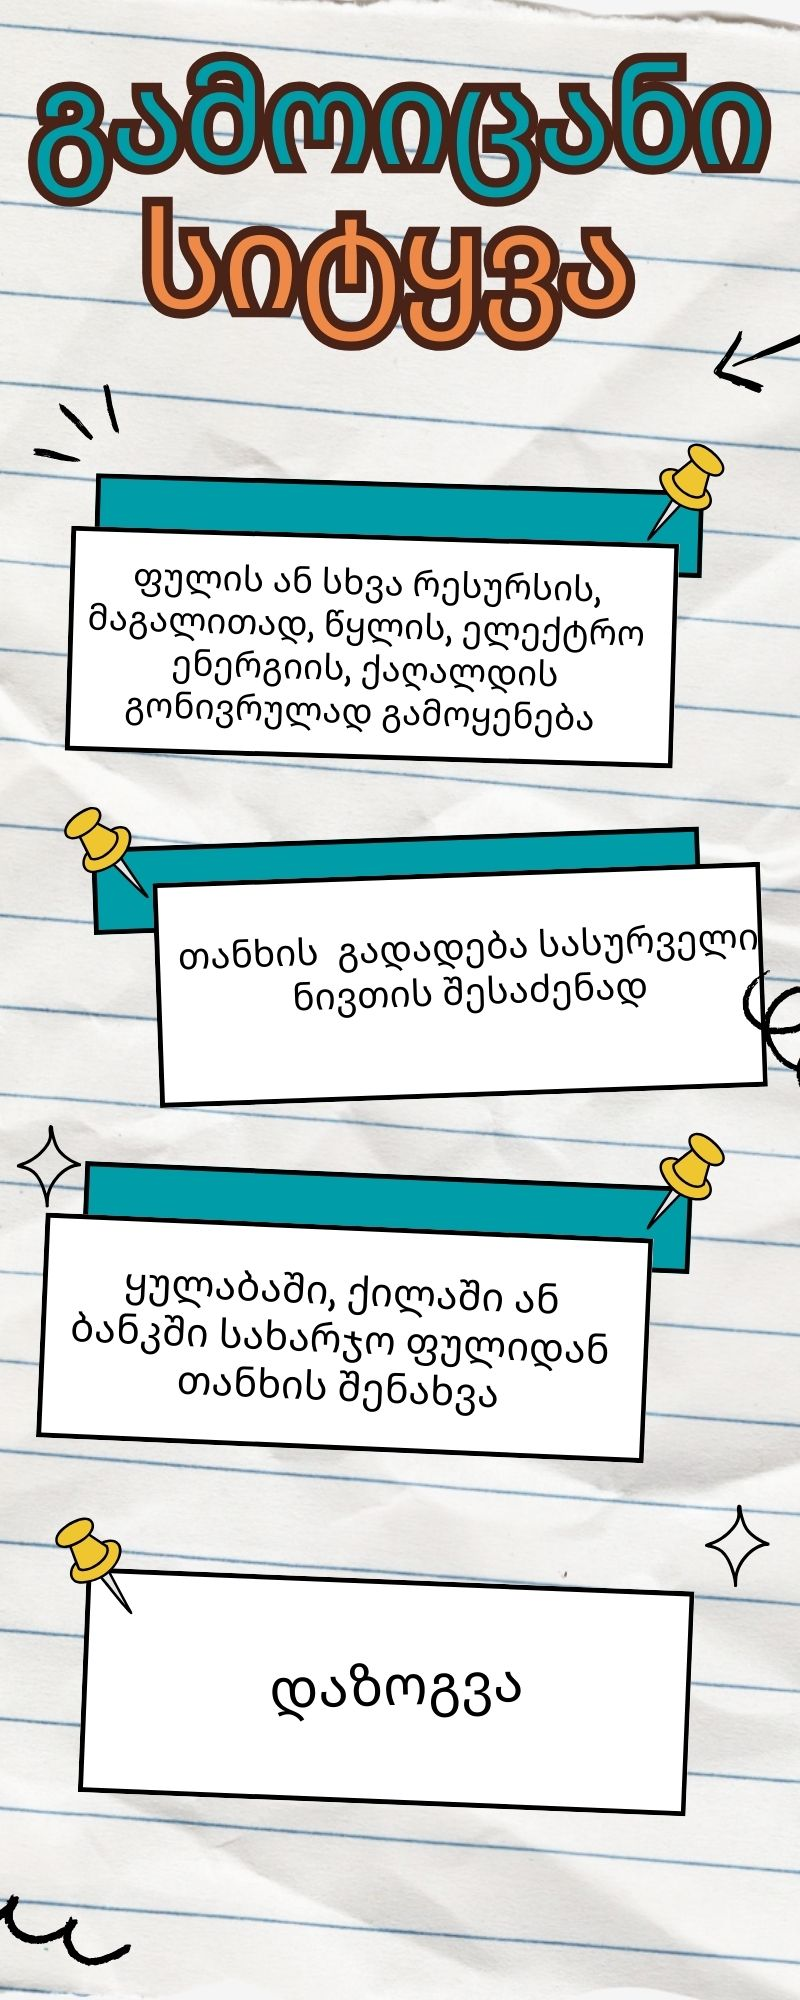 გამოიცანი
სიტყვა
ფულის ან სხვა რესურსის,
მაგალითად, წყლის, ელექტრო
ენერგიის, ქაღალდის
გონივრულად გამოყენება
თანხის გადადება სასურველი
ნივთის შესაძენად
ყულაბაში, ქილაში ან
ბანკში სახარჯო ფულიდან
თანხის შენახვა
დაზოგვა